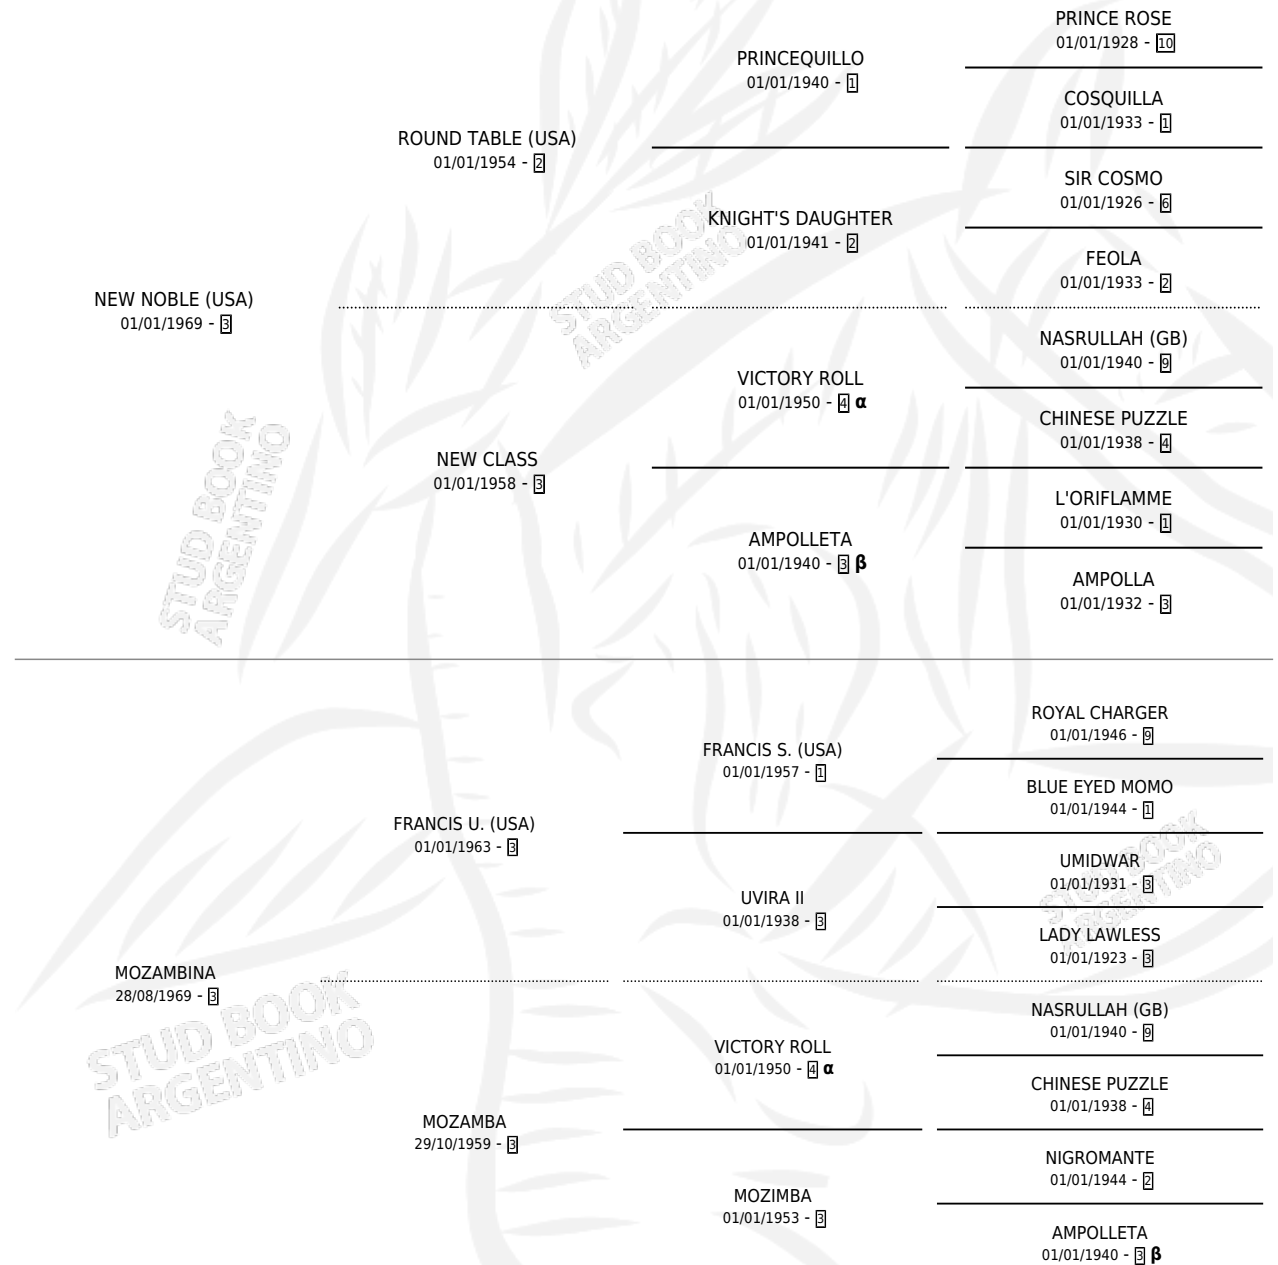 PRINCE ROSE
01/01/1928 - 10
PRINCEQUILLO
01/01/1940 - 1
COSQUILLA
01/01/1933 - 1
ROUND TABLE (USA)
01/01/1954 - 2
SIR COSMO
01/01/1926 - 6
KNIGHT'S DAUGHTER
01/01/1941 - 2
FEOLA
01/01/1933 - 2
NEW NOBLE (USA)
01/01/1969 - 3
NASRULLAH (GB)
01/01/1940 - 9
VICTORY ROLL
01/01/1950 - 4 α
CHINESE PUZZLE
01/01/1938 - 4
NEW CLASS
01/01/1958 - 3
L'ORIFLAMME
01/01/1930 - 1
AMPOLLETA
01/01/1940 - 3 β
AMPOLLA
01/01/1932 - 3
STUD BOOK
ARGENTINO
STUD BOOK
ARGENTINO
ROYAL CHARGER
01/01/1946 - 9
FRANCIS S. (USA)
01/01/1957 - 1
BLUE EYED MOMO
01/01/1944 - 1
FRANCIS U. (USA)
01/01/1963 - 3
UMIDWAR
01/01/1931 - 3
UVIRA II
01/01/1938 - 3
LADY LAWLESS
01/01/1923 - 3
MOZAMBINA
28/08/1969 - 3
NASRULLAH (GB)
01/01/1940 - 9
VICTORY ROLL
01/01/1950 - 4 α
CHINESE PUZZLE
01/01/1938 - 4
MOZAMBA
29/10/1959 - 3
NIGROMANTE
01/01/1944 - 2
MOZIMBA
01/01/1953 - 3
AMPOLLETA
01/01/1940 - 3 β
STUD BOOK
ARGENTINO
STUD BOOK
ARGENTINO